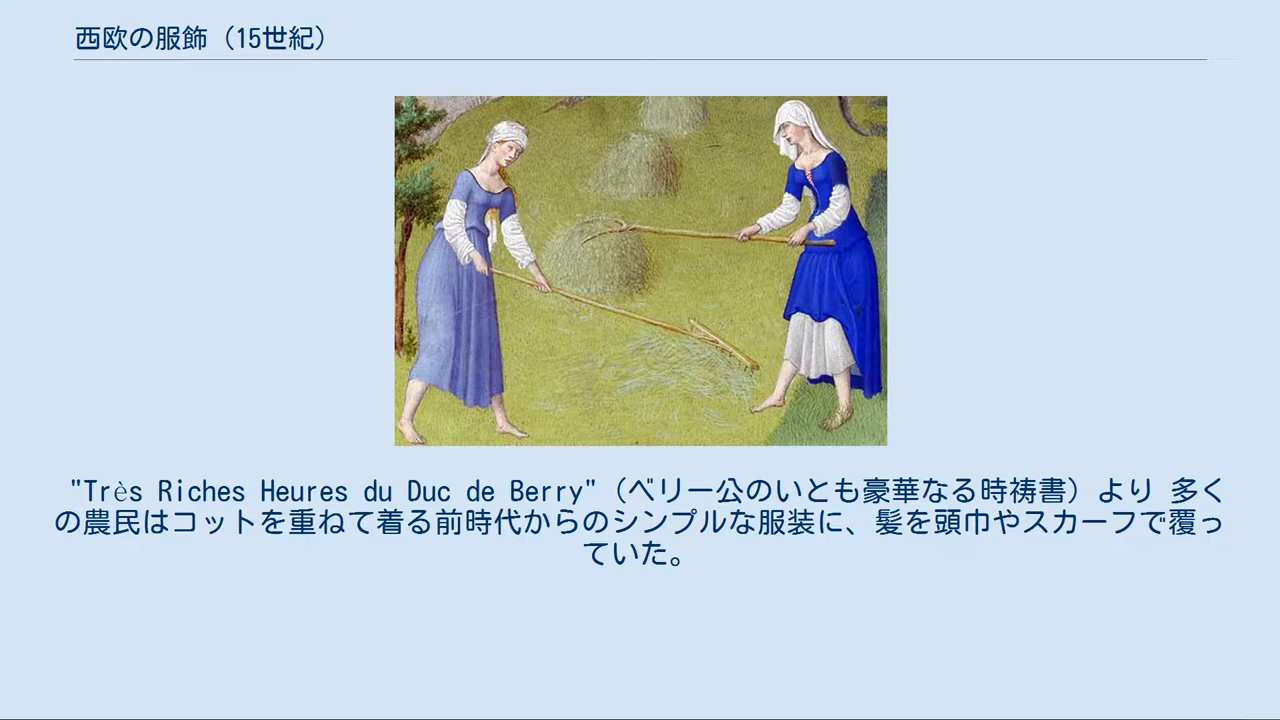 西欧の服飾（15世紀）
"Très Riches Heures du Duc de Berry"（ベリー公のいとも豪華なる時祷書）より 多く
の農民はコットを重ねて着る前時代からのシンプルな服装に、髪を頭巾やスカーフで覆っ
ていた。